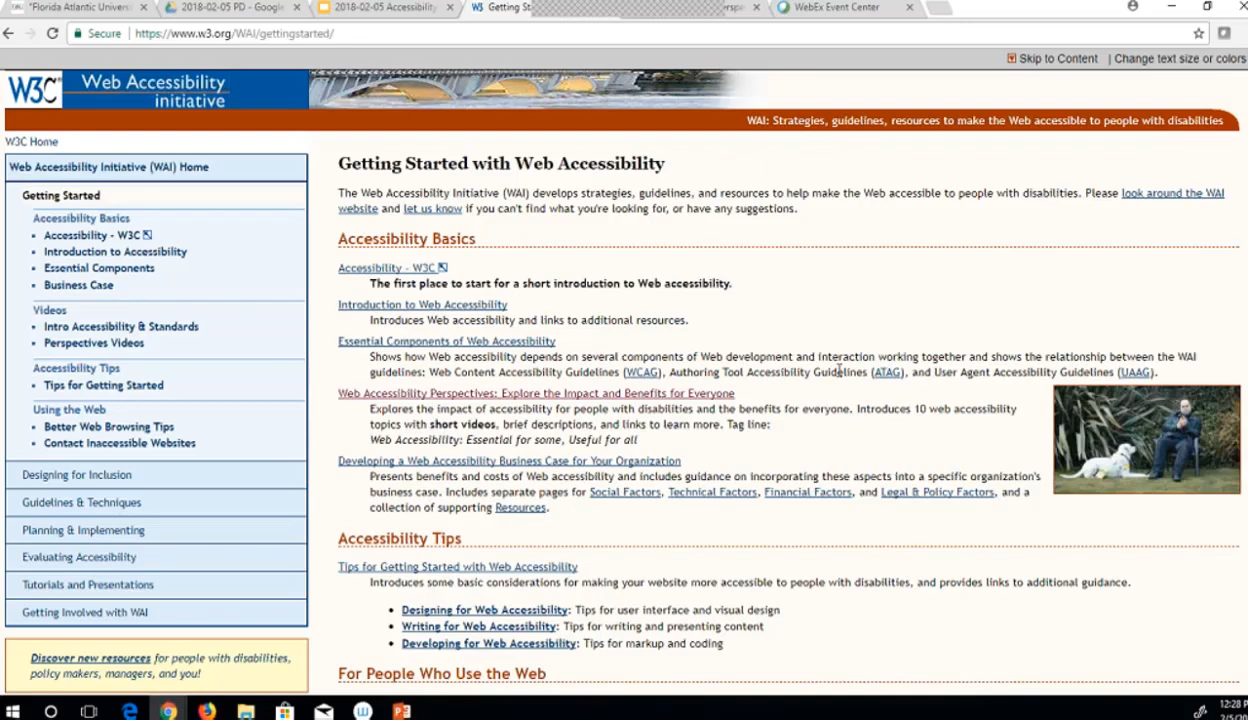 "Florida Atlantic Univers
2018-02-05 PD - Google
2018-02-05 Accessibility
Getting St
WebEx Event Center
Secure
https://www.w3.org/WAI/gettingstarted/
Skip to Content | Change text size or colors
W3C Web Accessibility
initiative
WAI: Strategies, guidelines, resources to make the Web accessible to people with disabilities
W3C Home
Web Accessibility Initiative (WAI) Home
Getting Started
Accessibility Basics
Accessibility - W3C
Introduction to Accessibility
Essential Components
Business Case
Videos
Intro Accessibility & Standards
Perspectives Videos
Accessibility Tips
Tips for Getting Started
Using the Web
Better Web Browsing Tips
Contact Inaccessible Websites
Designing for Inclusion
Guidelines & Techniques
Planning & Implementing
Evaluating Accessibility
Tutorials and Presentations
Getting Involved with WAI
Discover new resources for people with disabilities,
policy makers, managers, and you!
Getting Started with Web Accessibility
The Web Accessibility Initiative (WAI) develops strategies, guidelines, and resources to help make the Web accessible to people with disabilities. Please look around the WAI
website and let us know if you can't find what you're looking for, or have any suggestions.
Accessibility Basics
Accessibility - W3C
The first place to start for a short introduction to Web accessibility.
Introduction to Web Accessibility
Introduces Web accessibility and links to additional resources.
Essential Components of Web Accessibility
Shows how Web accessibility depends on several components of Web development and interaction working together and shows the relationship between the WAI
guidelines: Web Content Accessibility Guidelines (WCAG), Authoring Tool Accessibility Guidelines (ATAG), and User Agent Accessibility Guidelines (UAAG).
Web Accessibility Perspectives: Explore the Impact and Benefits for Everyone
Explores the impact of accessibility for people with disabilities and the benefits for everyone. Introduces 10 web accessibility
topics with short videos, brief descriptions, and links to learn more. Tag line:
Web Accessibility: Essential for some, Useful for all
Developing a Web Accessibility Business Case for Your Organization
Presents benefits and costs of Web accessibility and includes guidance on incorporating these aspects into a specific organization's
business case. Includes separate pages for Social Factors, Technical Factors, Financial Factors, and Legal & Policy Factors, and a
collection of supporting Resources.
Accessibility Tips
Tips for Getting Started with Web Accessibility
Introduces some basic considerations for making your website more accessible to people with disabilities, and provides links to additional guidance.
• Designing for Web Accessibility: Tips for user interface and visual design
• Writing for Web Accessibility: Tips for writing and presenting content
• Developing for Web Accessibility: Tips for markup and coding
For People Who Use the Web
12:28 P